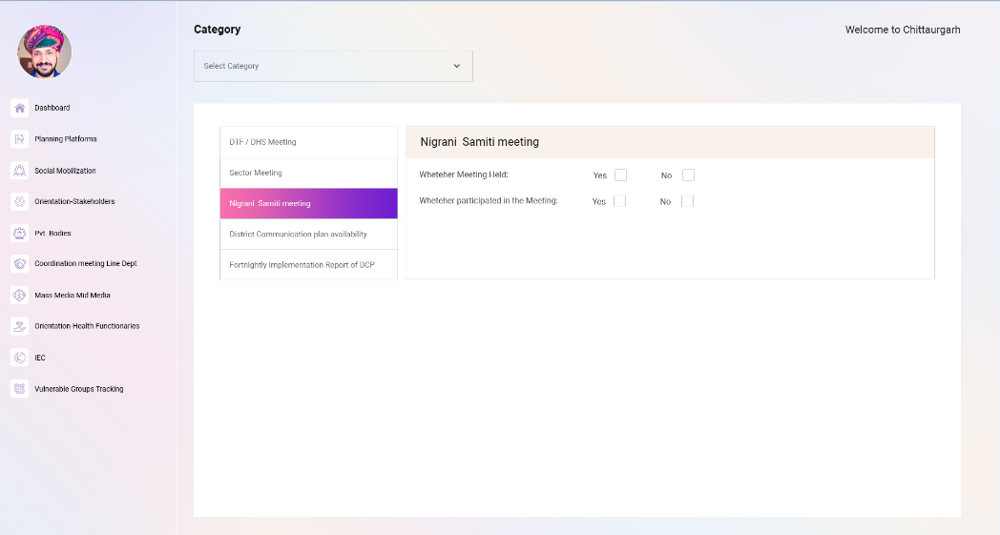 Category
Welcome to Chittaurgarh
Select Category
Dashboard
Planning Platforms
Social Mobilization
Orientation-Stakeholders
Pvt. Bodies
Coordination meeting Line Dept
Mass Media Mid Media
Orientation-Health Functionaries
IEC
Vulnerable Groups Tracking
DTF / DHS Meeting
Sector Meeting
Nigrani Samiti meeting
District Communication plan availability
Fortnightly Implementation Report of DCP
Nigrani Samiti meeting
Wheteher Meeting Held: Yes No
Wheteher participated in the Meeting: Yes No